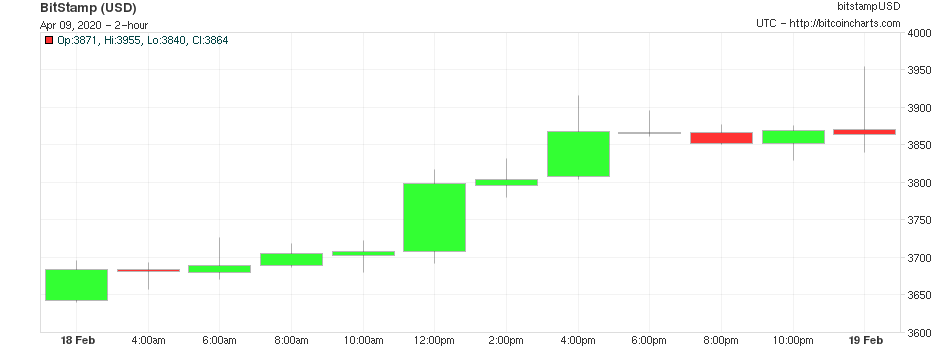 BitStamp (USD)
bitstampUSD
Apr 09, 2020 - 2-hour
UTC - http://bitcoincharts.com
Op:3871, Hi:3955, Lo:3840, Cl:3864
4000
3950
3900
3850
3800
3750
3700
3650
3600
18 Feb 4:00am 6:00am 8:00am 10:00am 12:00pm 2:00pm 4:00pm 6:00pm 8:00pm 10:00pm 19 Feb